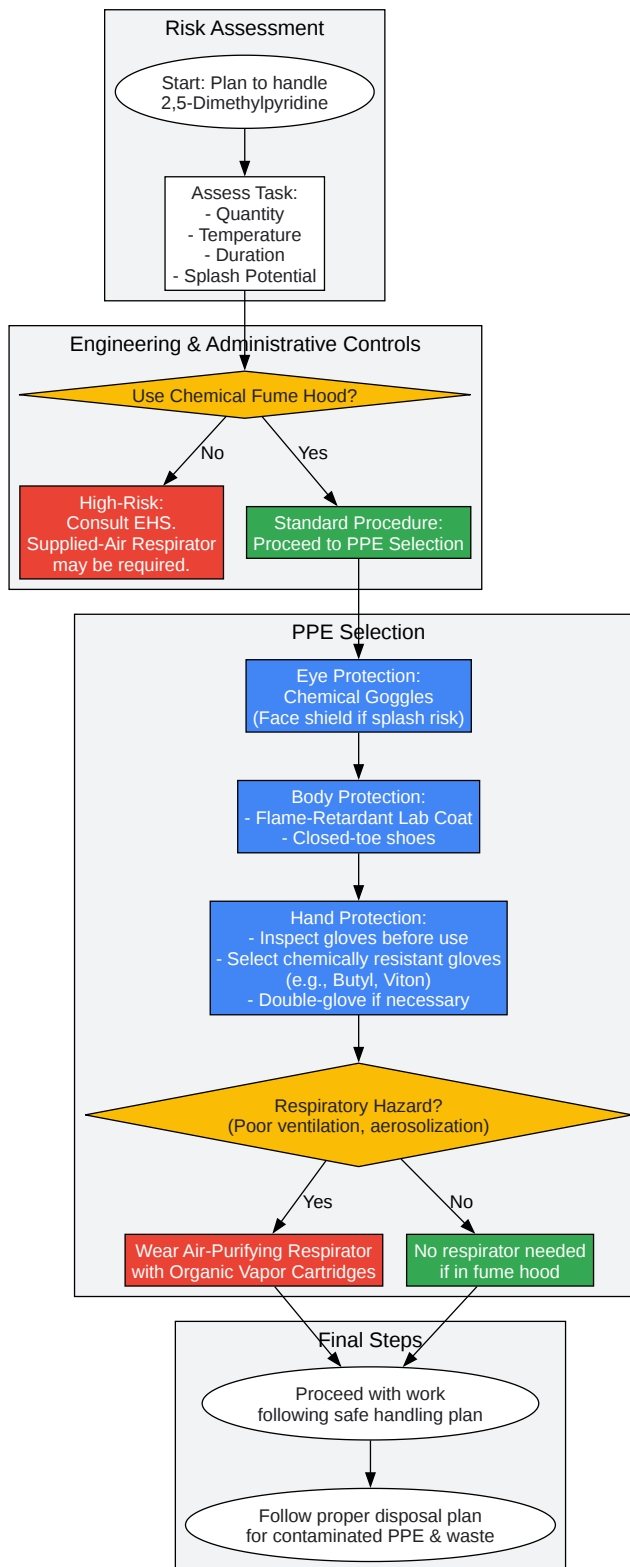 Risk Assessment
Start: Plan to handle
2,5-Dimethylpyridine
Assess Task:
- Quantity
- Temperature
- Duration
- Splash Potential
Engineering & Administrative Controls
Use Chemical Fume Hood?
No
Yes
High-Risk:
Consult EHS.
Supplied-Air Respirator
may be required.
Standard Procedure:
Proceed to PPE Selection
PPE Selection
Eye Protection:
Chemical Goggles
(Face shield if splash risk)
Body Protection:
- Flame-Retardant Lab Coat
- Closed-toe shoes
Hand Protection:
- Inspect gloves before use
- Select chemically resistant gloves
(e.g., Butyl, Viton)
- Double-glove if necessary
Respiratory Hazard?
(Poor ventilation, aerosolization)
Yes
No
Wear Air-Purifying Respirator
with Organic Vapor Cartridges
No respirator needed
if in fume hood
Final Steps
Proceed with work
following safe handling plan
Follow proper disposal plan
for contaminated PPE & waste